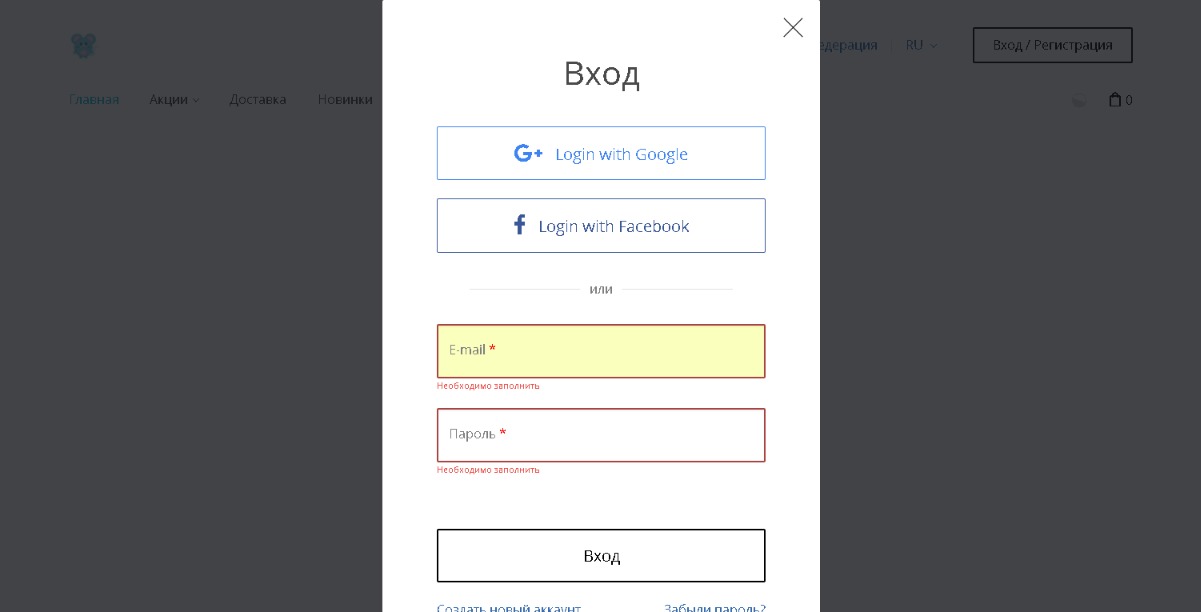 Вход
RU
Вход / Регистрация
Главная
Акции
Доставка
Новинки
0
G+ Login with Google
f Login with Facebook
или
E-mail *
Необходимо заполнить
Пароль *
Необходимо заполнить
Вход
Создать новый аккаунт
Забыли пароль?